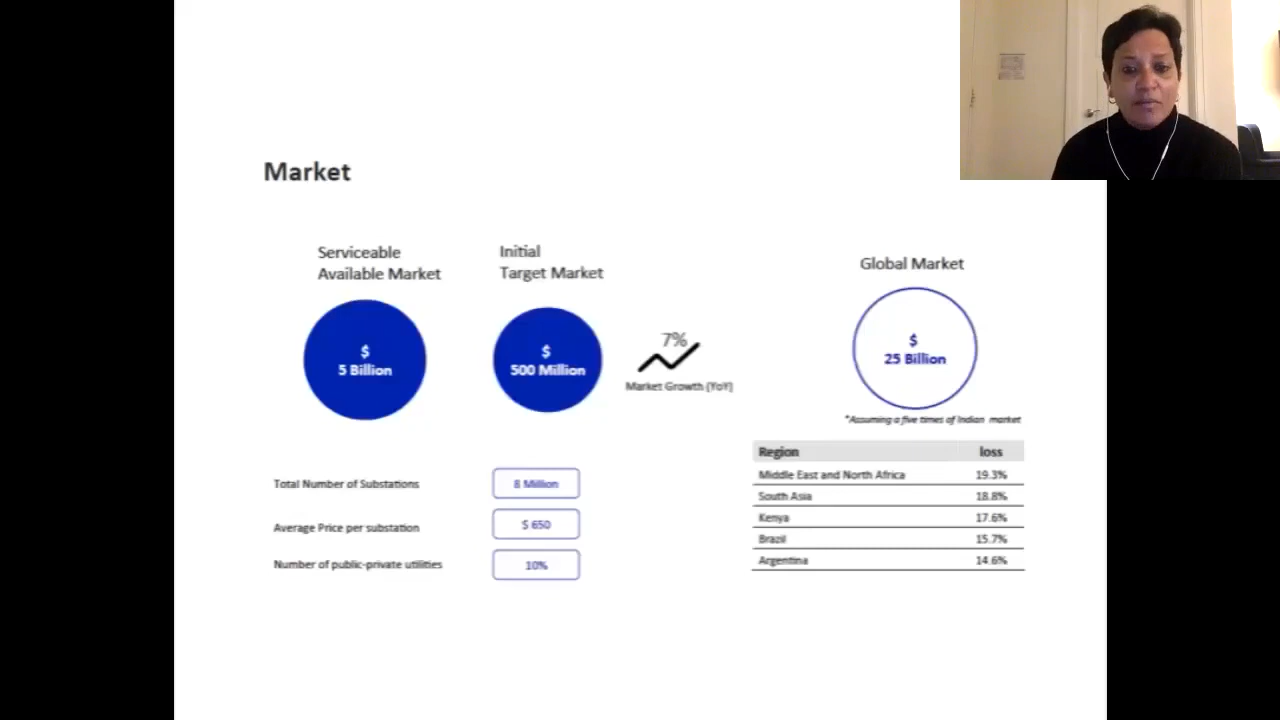 Market
Serviceable
Available Market
$
5 Billion
Initial
Target Market
$
500 Million
7%
Market Growth (YoY)
Global Market
$
25 Billion
*Assuming a five times of Indian market
Total Number of Substations 8 Million
Average Price per substation $ 650
Number of public-private utilities 10%
Region loss
Middle East and North Africa 19.3%
South Asia 18.8%
Kenya 17.6%
Brazil 15.7%
Argentina 14.6%